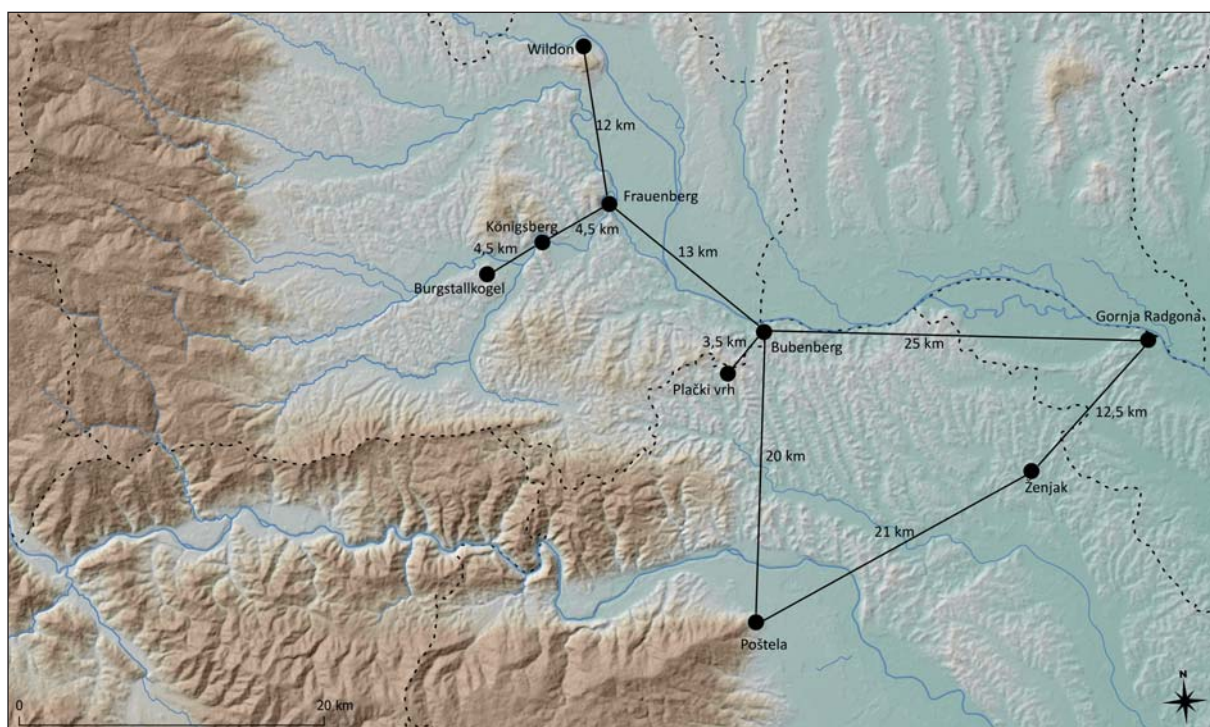 Wildon
12 km
Frauenberg
Königsberg
4,5 km
4,5 km
Burgstallkogel
13 km
Gornja Radgona
3,5 km
Bubenberg
25 km
Plački vrh
12,5 km
20 km
Ženjak
21 km
Poštela
N
0
20 km